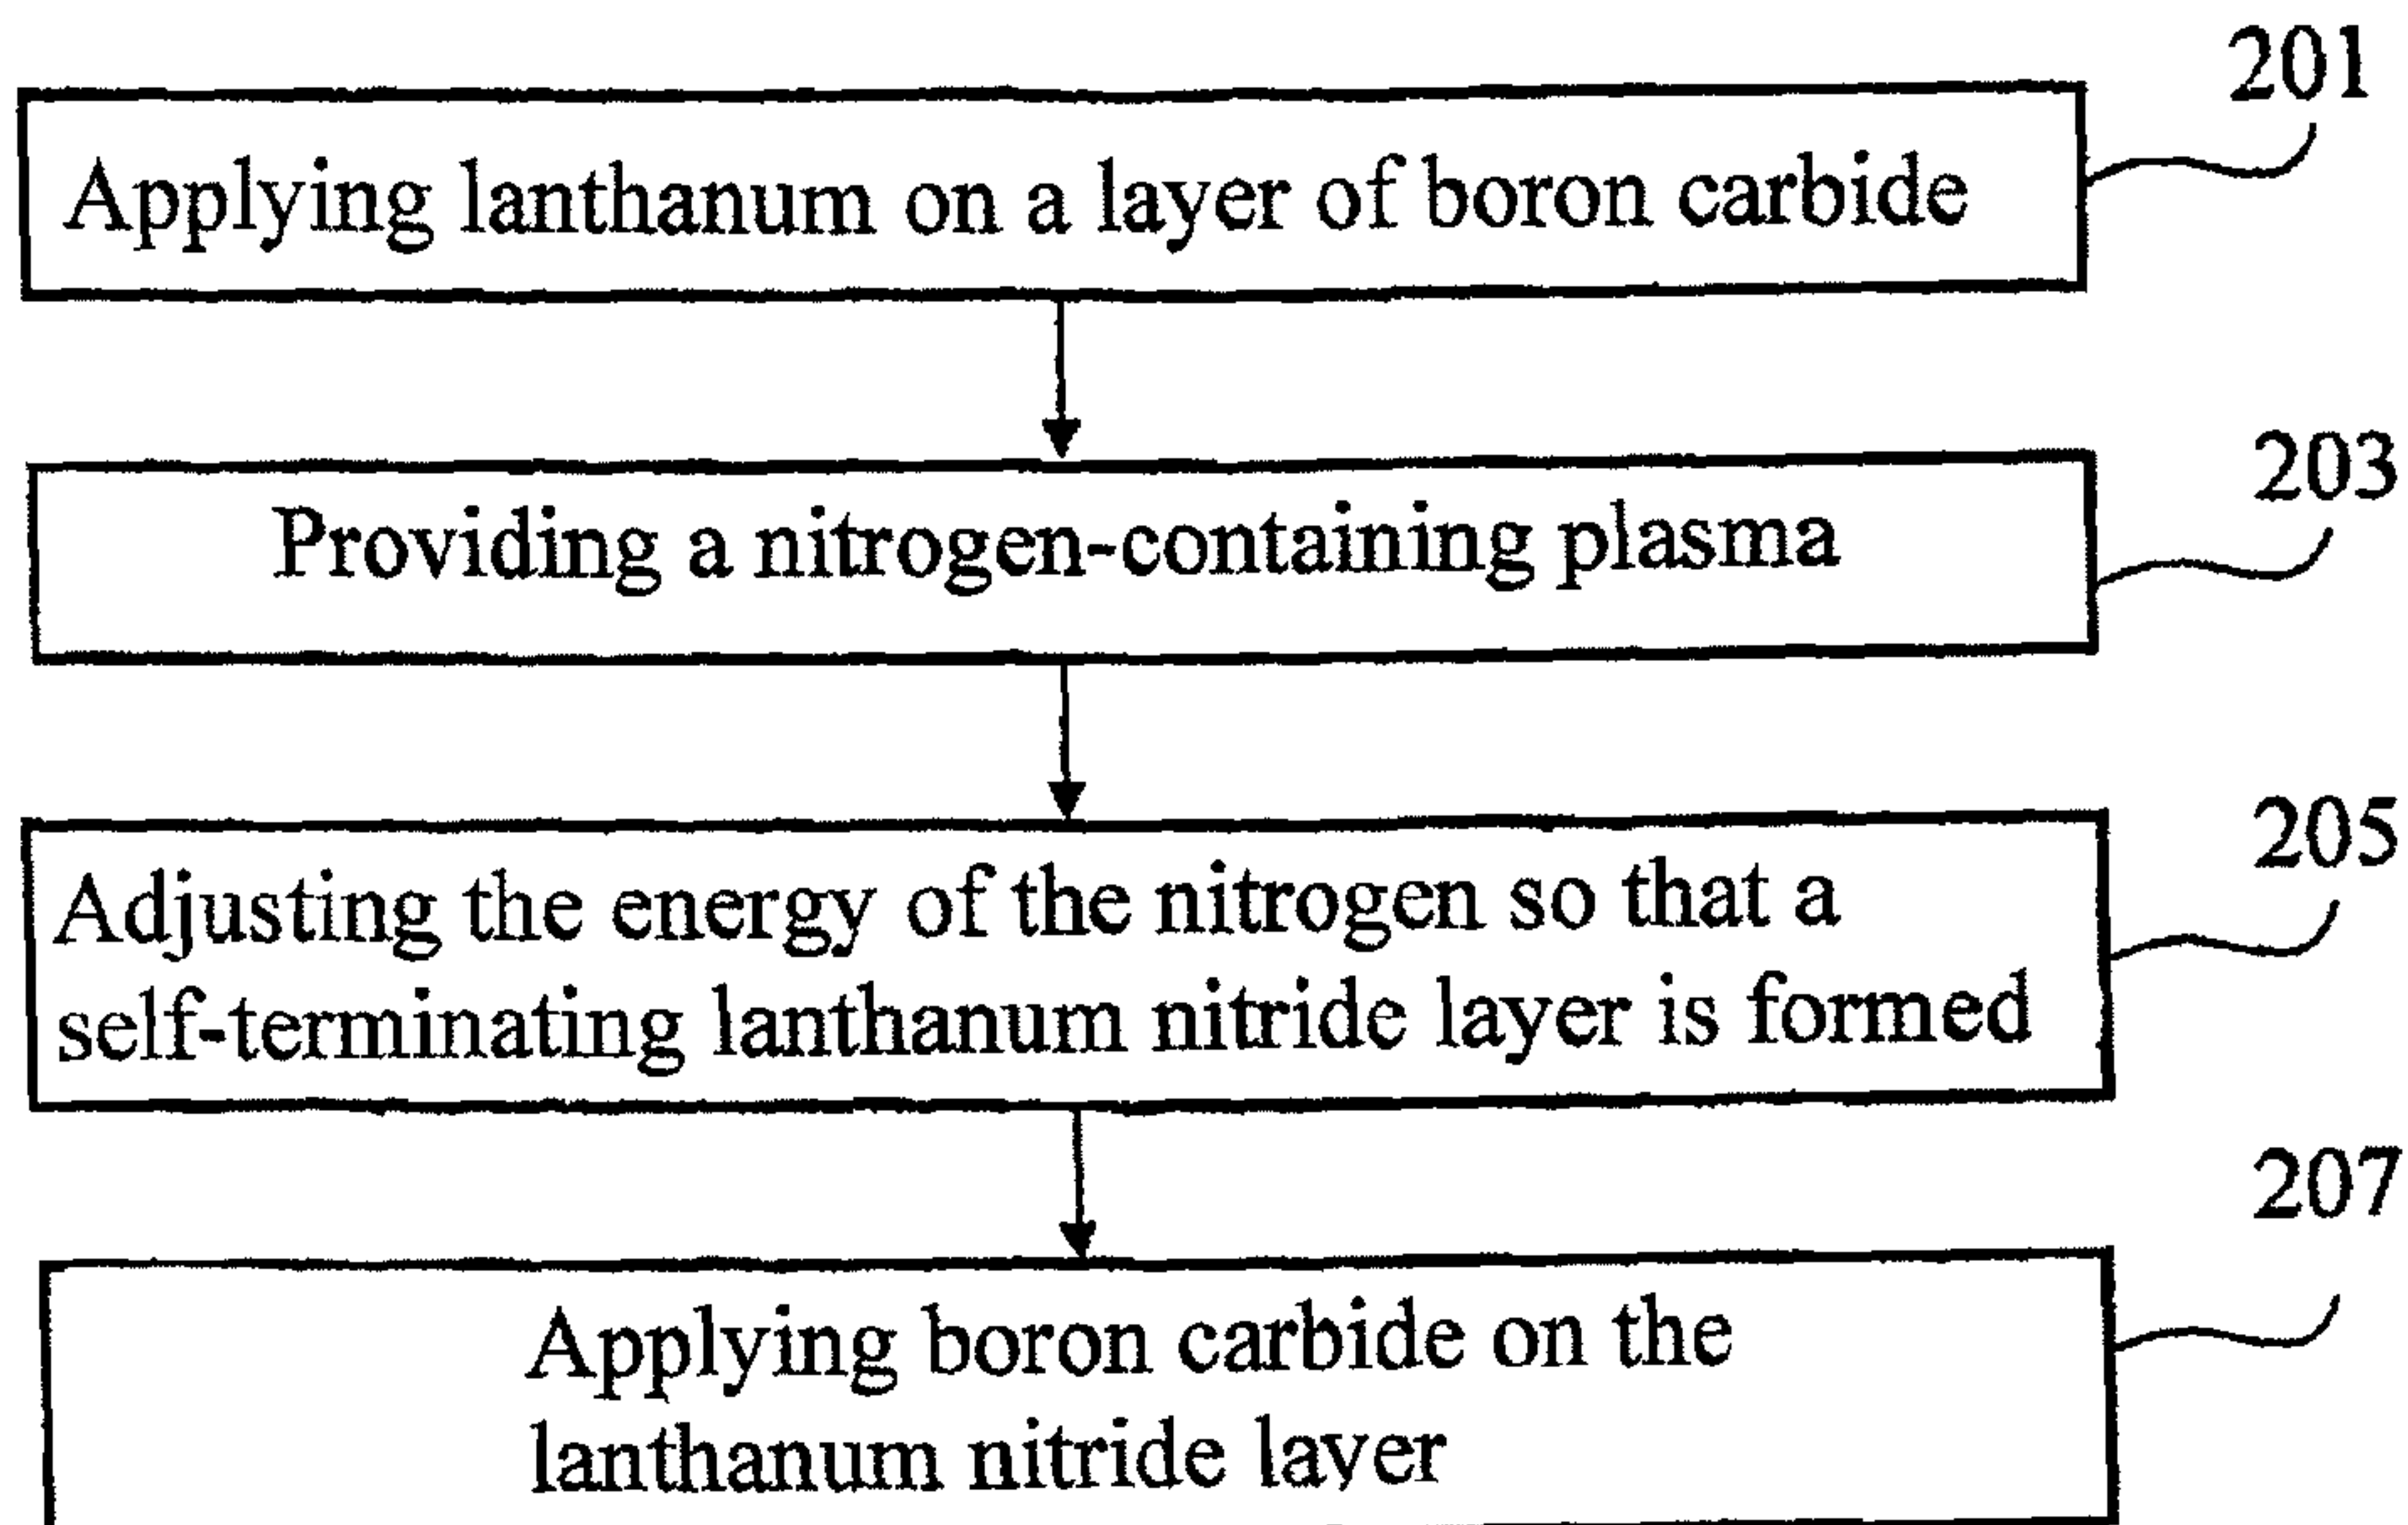 201
Applying lanthanum on a layer of boron carbide
203
Providing a nitrogen-containing plasma
205
Adjusting the energy of the nitrogen so that a
self-terminating lanthanum nitride layer is formed
207
Applying boron carbide on the
lanthanum nitride layer